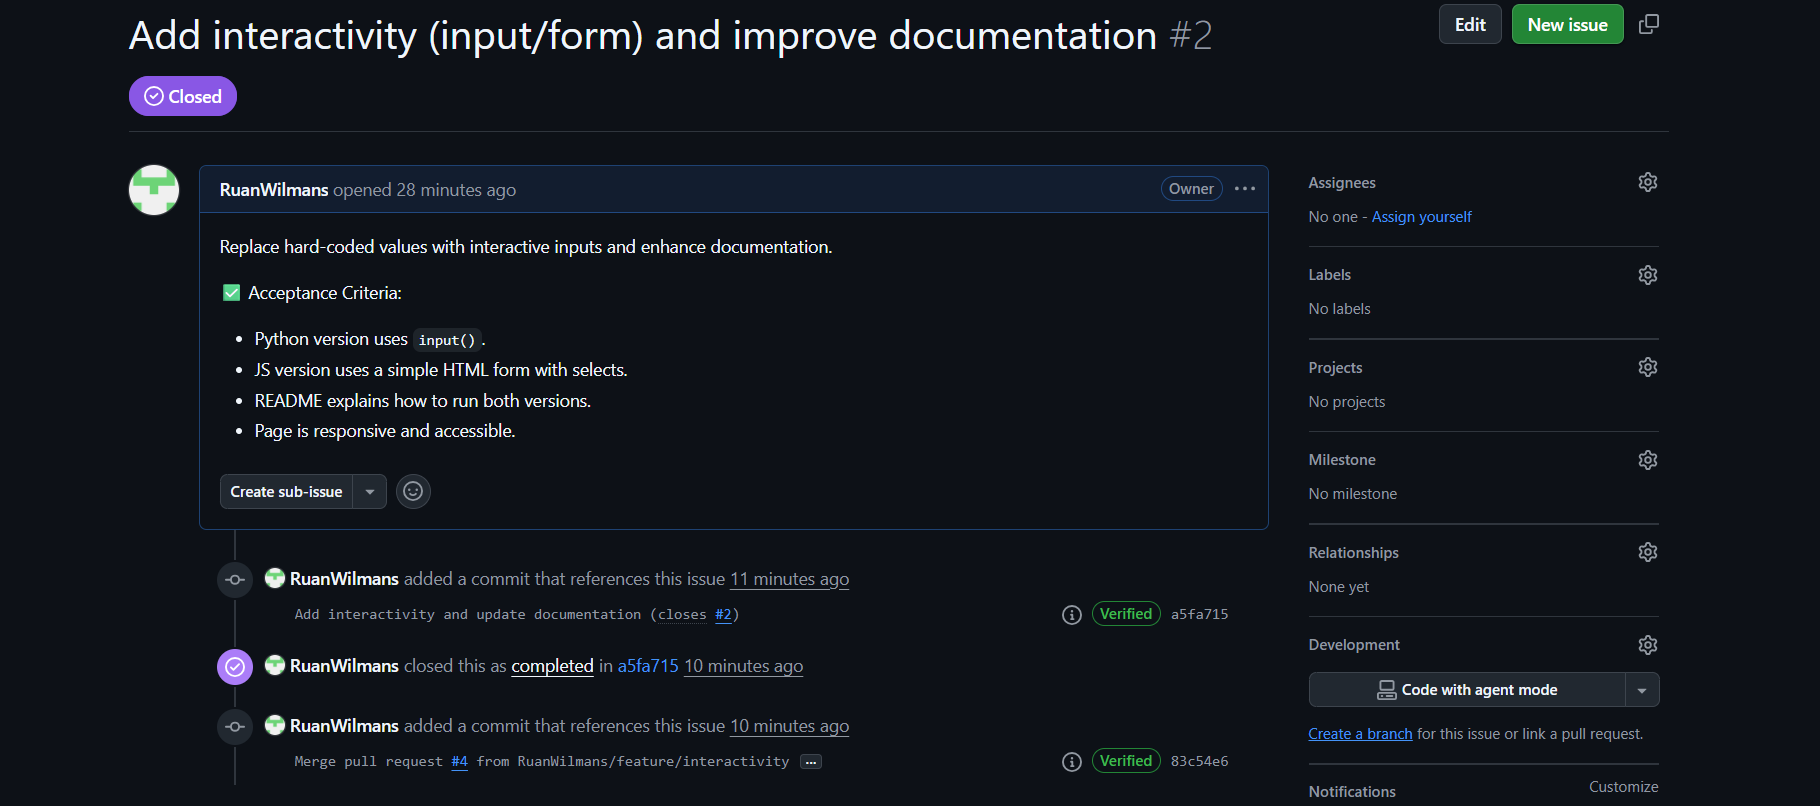 Add interactivity (input/form) and improve documentation #2
Edit
New issue
Closed
RuanWilmans opened 28 minutes ago
Owner
Replace hard-coded values with interactive inputs and enhance documentation.
✅ Acceptance Criteria:
• Python version uses input().
• JS version uses a simple HTML form with selects.
• README explains how to run both versions.
• Page is responsive and accessible.
Create sub-issue
RuanWilmans added a commit that references this issue 11 minutes ago
Add interactivity and update documentation (closes #2)
Verified a5fa715
RuanWilmans closed this as completed in a5fa715 10 minutes ago
RuanWilmans added a commit that references this issue 10 minutes ago
Merge pull request #4 from RuanWilmans/feature/interactivity ...
Verified 83c54e6
Assignees
No one - Assign yourself
Labels
No labels
Projects
No projects
Milestone
No milestone
Relationships
None yet
Development
Code with agent mode
Create a branch for this issue or link a pull request.
Notifications
Customize